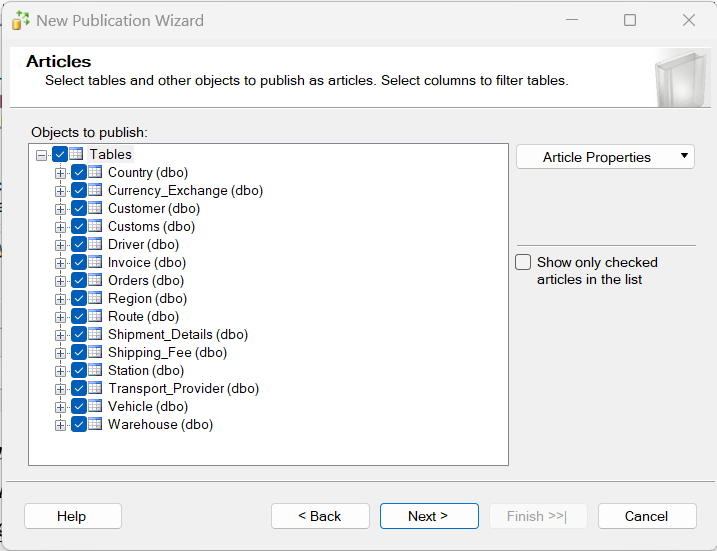 New Publication Wizard
Articles
Select tables and other objects to publish as articles. Select columns to filter tables.
Objects to publish:
Tables
Country (dbo)
Currency_Exchange (dbo)
Customer (dbo)
Customs (dbo)
Driver (dbo)
Invoice (dbo)
Orders (dbo)
Region (dbo)
Route (dbo)
Shipment_Details (dbo)
Shipping_Fee (dbo)
Station (dbo)
Transport_Provider (dbo)
Vehicle (dbo)
Warehouse (dbo)
Article Properties
Show only checked
articles in the list
Help
< Back
Next >
Finish >>|
Cancel